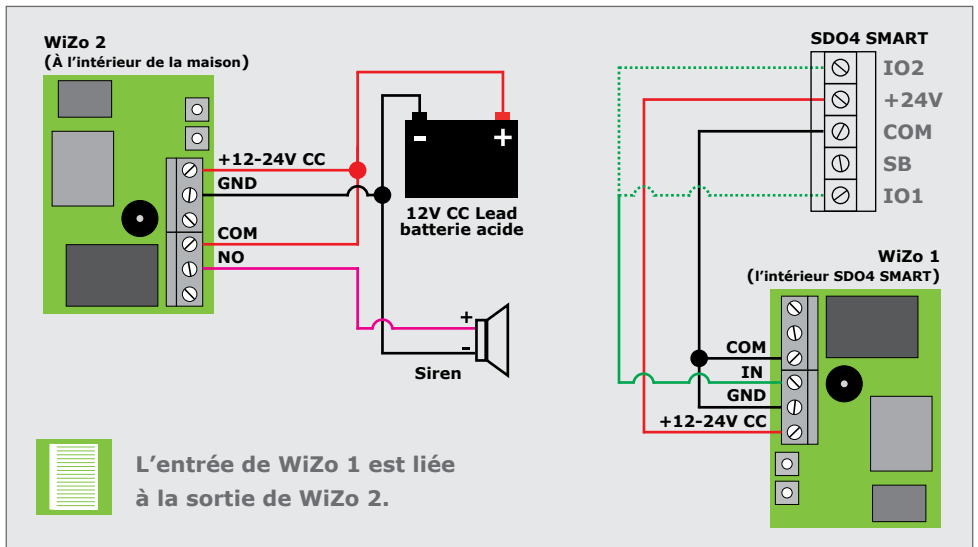 WiZo 2
(À l'intérieur de la maison)
+12-24V CC
GND
COM
NO
-
+
12V CC Lead
batterie acide
+
-
Siren
SDO4 SMART
IO2
+24V
COM
SB
IO1
WiZo 1
(l'intérieur SDO4 SMART)
COM
IN
GND
+12-24V CC
L'entrée de WiZo 1 est liée
à la sortie de WiZo 2.